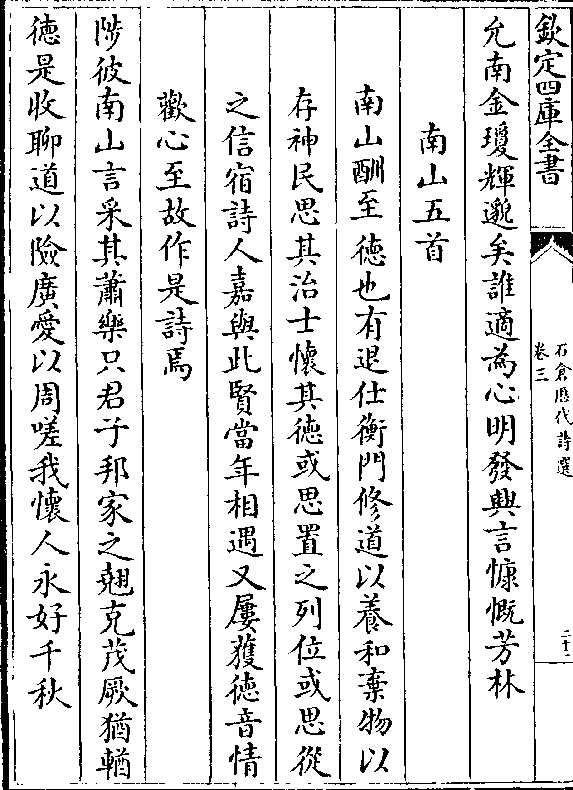 欽定四庫全書
石倉歷代詩選
卷三
二十二
允南金瓊輝邈矣誰適為心明發興言慷慨芳林
南山五首
南山酬至德也有退仕衡門修道以養和棄物以
存神民思其治士懷其德或思置之列位或思從
之信宿詩人嘉與此賢當年相遇又屢獲德音情
歡心至故作是詩焉
陟彼南山言采其蕭樂只君子邦家之翹克茂厥猶輶
德是收聊道以險廣愛以周嗟我懷人永好千秋